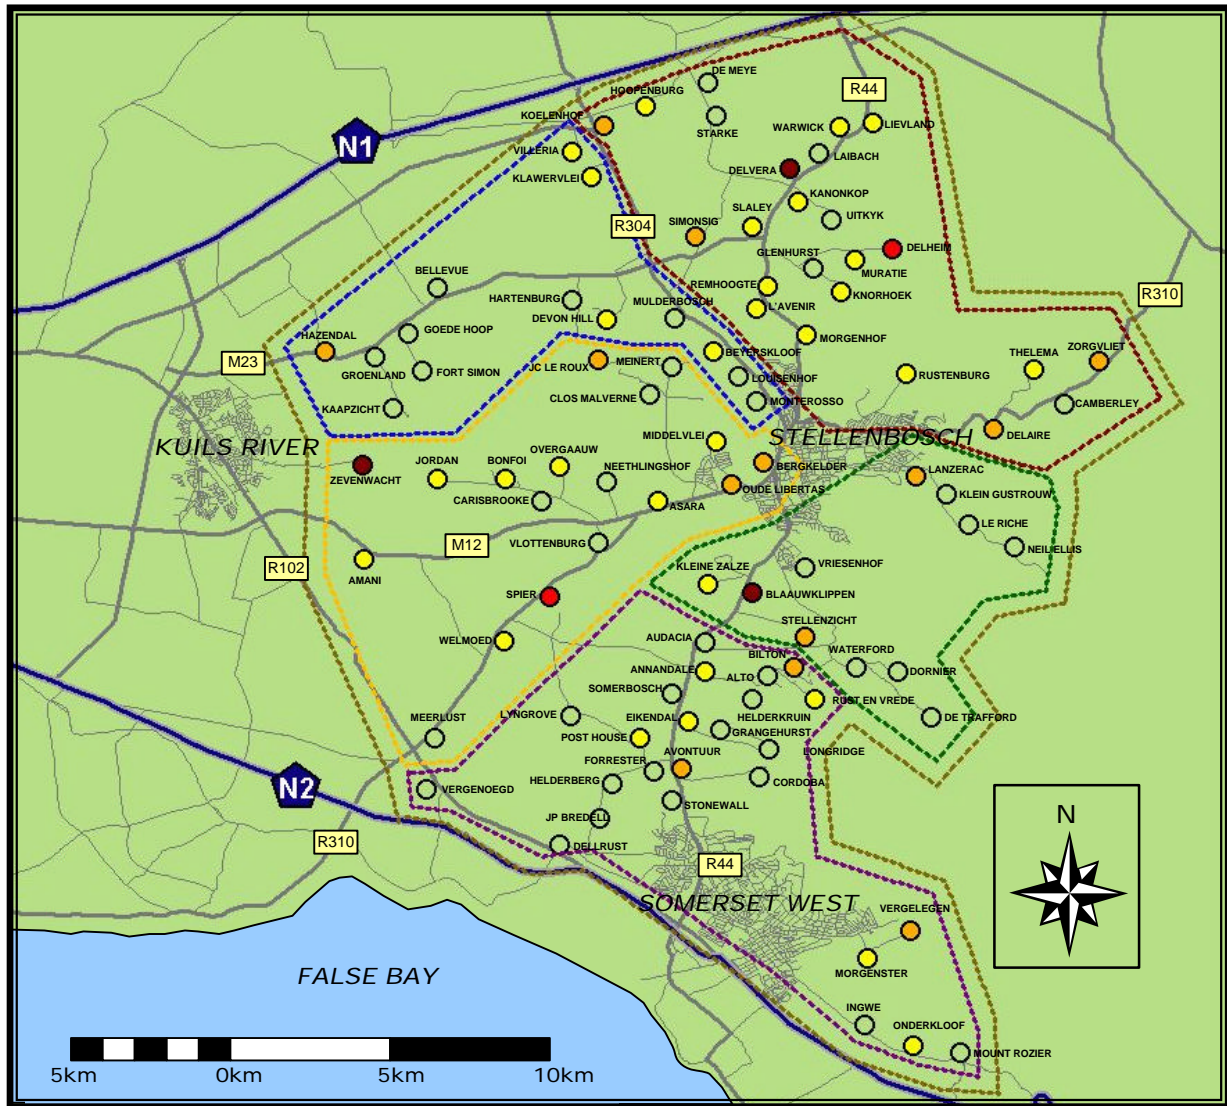 DE MEYE
HOOPENBURG
R44
KOELENHOF
STARKE
WARWICK
LIEVLAND
N1
VILLERIA
LAIBACH
DELVERA
KLAWERVLEI
KANONKOP
SLALEY
UITKYK
SIMONSIG
R304
DELHEIM
GLENHURST
MURATIE
BELLEVUE
REMHOOGTE
KNORHOEK
R310
HARTENBURG
MULDERBOSCH
L'AVENIR
DEVON HILL
GOEDE HOOP
HAZENDAL
MORGENHOF
ZORGVLIET
BEYERSKLOOF
THELEMA
M23
JC LE ROUX
MEINERT
GROENLAND
FORT SIMON
LOUISENHOF
RUSTENBURG
CLOS MALVERNE
MONTEROSSO
CAMBERLEY
KAAPZICHT
KUILS RIVER
MIDDELVLEI
STELLENBOSCH
DELAIRE
OVERGAAUW
JORDAN
BONFOI
NEETHLINGSHOF
BERGKELDER
LANZERAC
ZEVENWACHT
OUDE LIBERTAS
KLEIN GUSTROUW
CARISBROOKE
ASARA
LE RICHE
M12
VLOTTENBURG
NEIL ELLIS
R102
KLEINE ZALZE
VRIESENHOF
AMANI
SPIER
BLAAUWKLIPPEN
STELLENZICHT
WELMOED
AUDACIA
WATERFORD
BILTON
ANNANDALE
ALTO
DORNIER
SOMERBOSCH
RUST EN VREDE
MEERLUST
LYNGROVE
EIKENDAL
HELDERKRUIN
DE TRAFFORD
GRANGEHURST
POST HOUSE
LONGRIDGE
AVONTUUR
FORRESTER
N2
HELDERBERG
CORDOBA
VERGENOEGD
STONEWALL
N
JP BREDELL
R310
DELLRUST
R44
SOMERSET WEST
VERGELEGEN
FALSE BAY
MORGENSTER
INGWE
ONDERKLOOF
MOUNT ROZIER
5km 0km 5km 10km